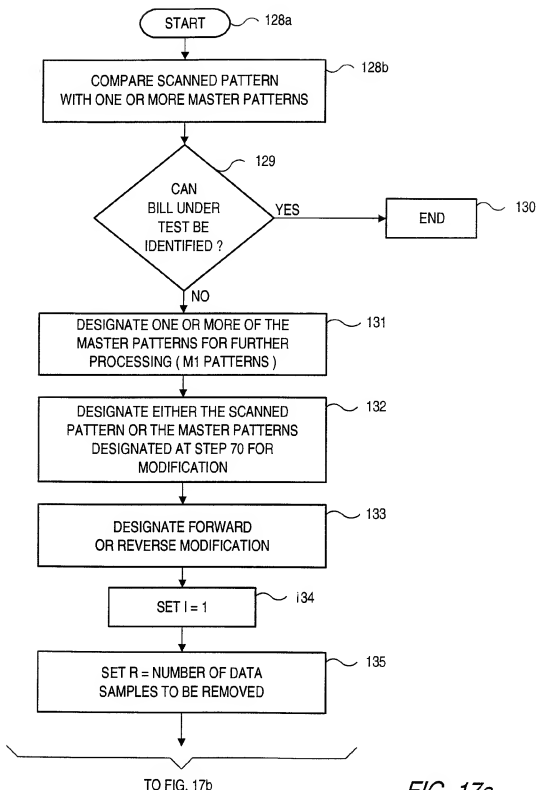 START
128a
COMPARE SCANNED PATTERN
WITH ONE OR MORE MASTER PATTERNS
128b
129
CAN
BILL UNDER
TEST BE
IDENTIFIED ?
YES
END
130
NO
DESIGNATE ONE OR MORE OF THE
MASTER PATTERNS FOR FURTHER
PROCESSING ( M1 PATTERNS )
131
DESIGNATE EITHER THE SCANNED
PATTERN OR THE MASTER PATTERNS
DESIGNATED AT STEP 70 FOR
MODIFICATION
132
DESIGNATE FORWARD
OR REVERSE MODIFICATION
133
SET I = 1
134
SET R = NUMBER OF DATA
SAMPLES TO BE REMOVED
135
TO FIG. 17b
FIG. 17a